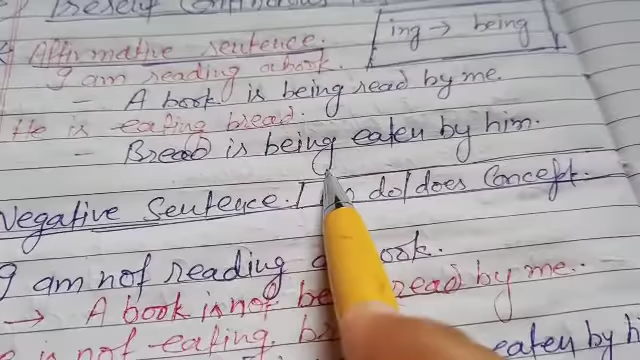 ing → being
Affirmative sentence.
I am reading a book.
- A book is being read by me.
He is eating bread.
- Bread is being eaten by him.
Negative Sentence. do/does Concept.
I am not reading book.
→ A book is not read by me.
is not eating. eaten by